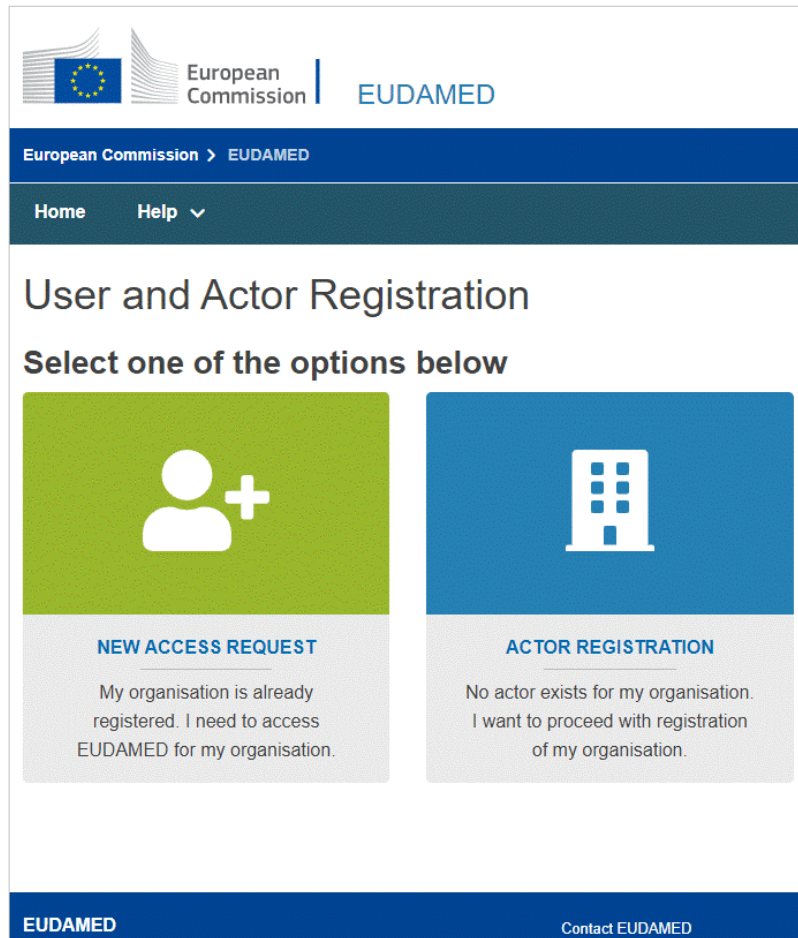 European
Commission
EUDAMED
European Commission > EUDAMED
Home Help
User and Actor Registration
Select one of the options below
NEW ACCESS REQUEST
My organisation is already
registered. I need to access
EUDAMED for my organisation.
ACTOR REGISTRATION
No actor exists for my organisation.
I want to proceed with registration
of my organisation.
EUDAMED
Contact EUDAMED